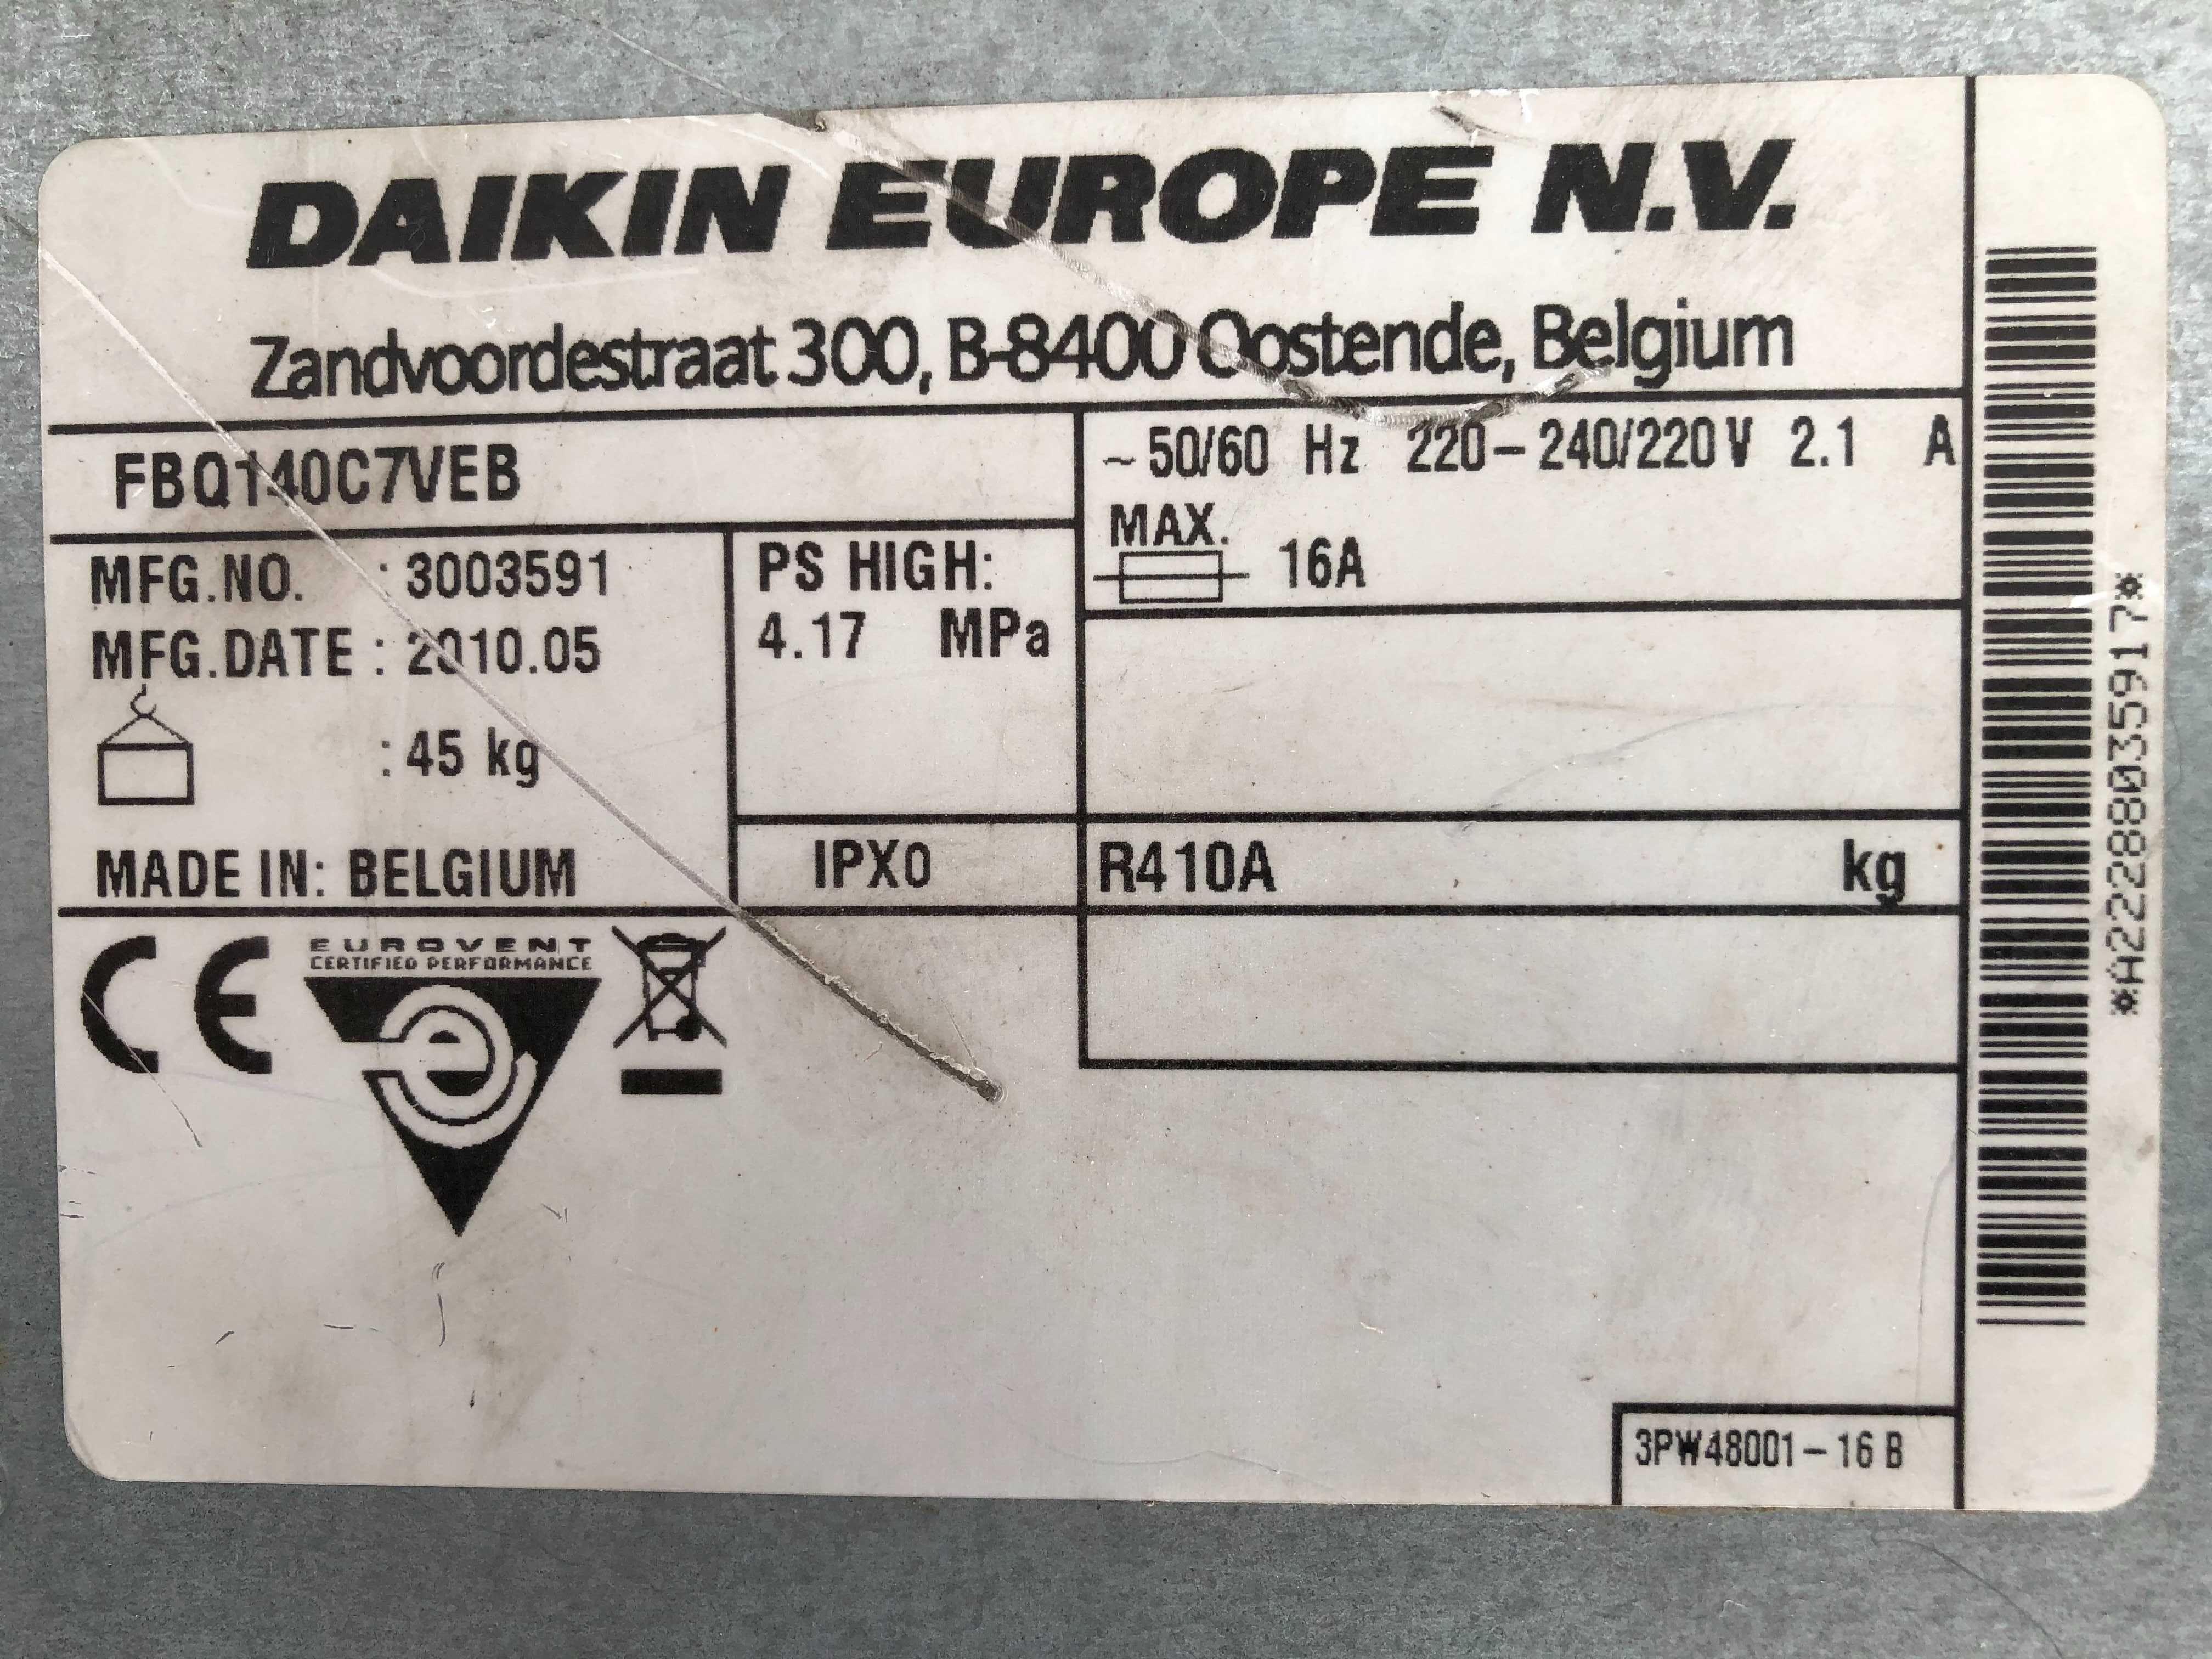 DAIKIN EUROPE N.V.
Zandvoordestraat 300, B-8400 Oostende, Belgium
FBQ140C7VEB
~ 50/60 Hz 220-240/220V 2.1 A
MAX.
16A
MFG.NO. : 3003591
MFG.DATE : 2010.05
: 45 kg
MADE IN: BELGIUM
PS HIGH:
4.17 MPa
IPX0
R410A kg
CE
EUROVENT
CERTIFIED PERFORMANCE
3PW48001-16 B
*A22288035917*